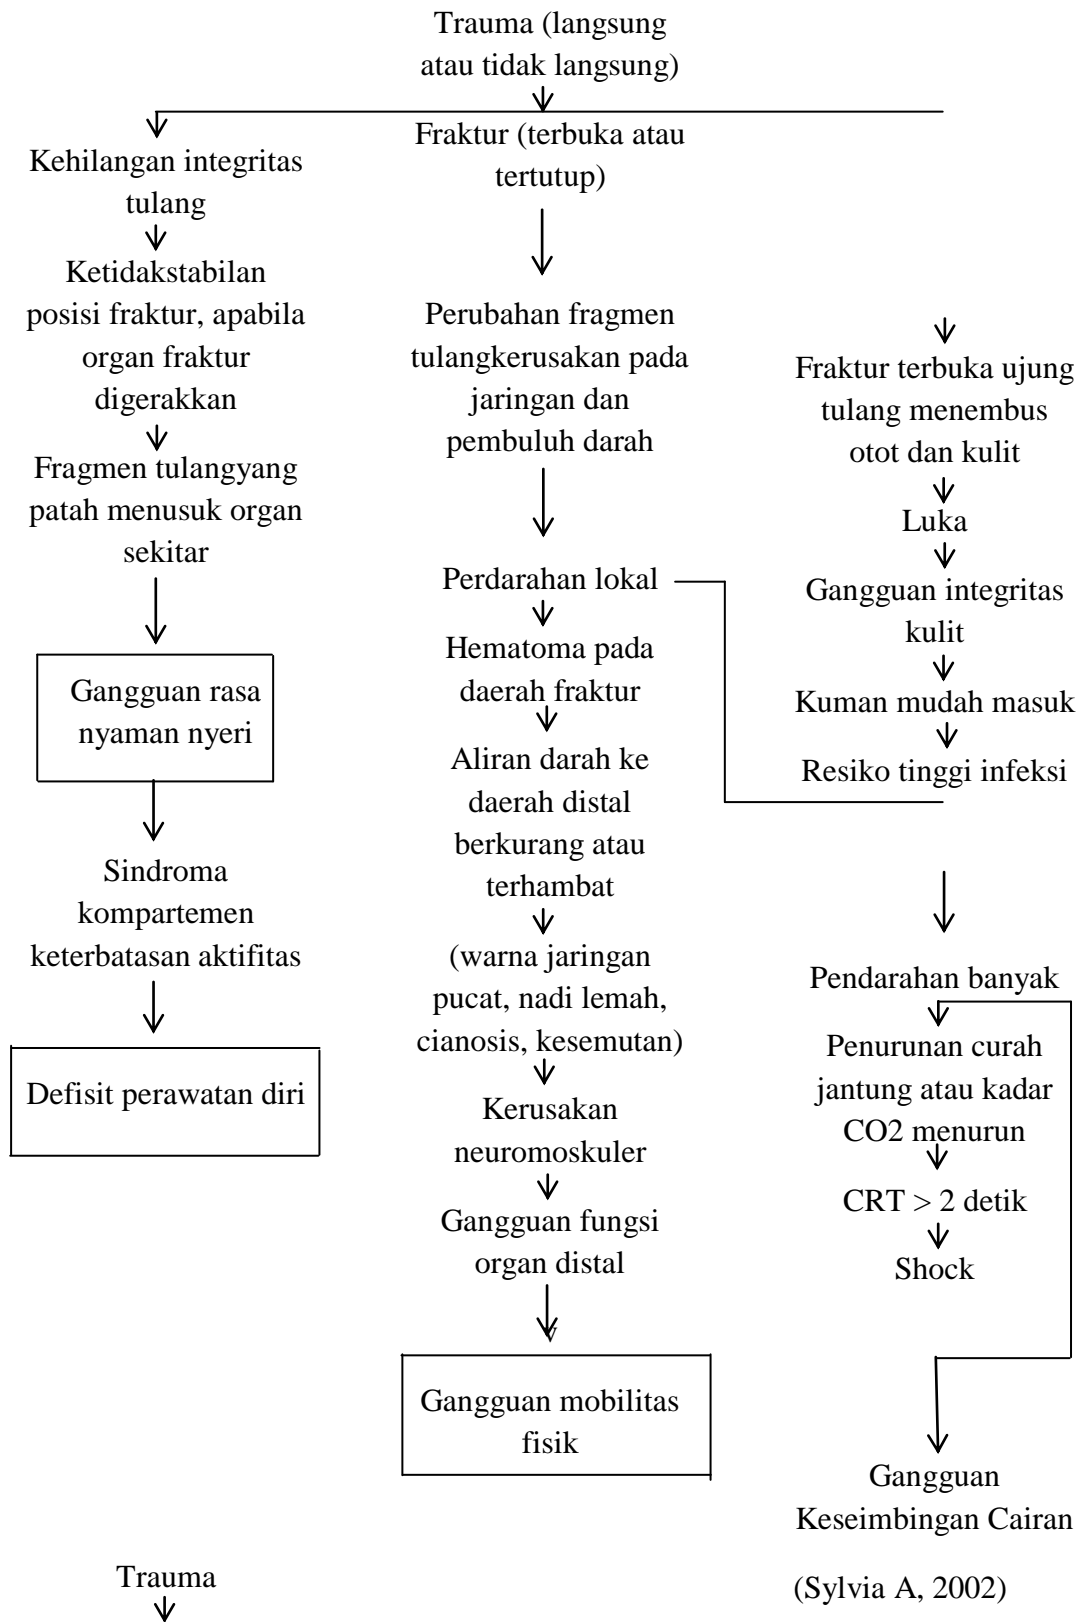 Trauma (langsung
atau tidak langsung)
Kehilangan integritas
tulang
Ketidakstabilan
posisi fraktur, apabila
organ fraktur
digerakkan
Fragmen tulangyang
patah menusuk organ
sekitar
Gangguan rasa
nyaman nyeri
Sindroma
kompartemen
keterbatasan aktifitas
Defisit perawatan diri
Fraktur (terbuka atau
tertutup)
Perubahan fragmen
tulangkerusakan pada
jaringan dan
pembuluh darah
Perdarahan lokal
Hematoma pada
daerah fraktur
Aliran darah ke
daerah distal
berkurang atau
terhambat
(warna jaringan
pucat, nadi lemah,
cianosis, kesemutan)
Kerusakan
neuromoskuler
Gangguan fungsi
organ distal
Gangguan mobilitas
fisik
Fraktur terbuka ujung
tulang menembus
otot dan kulit
Luka
Gangguan integritas
kulit
Kuman mudah masuk
Resiko tinggi infeksi
Pendarahan banyak
Penurunan curah
jantung atau kadar
CO2 menurun
CRT > 2 detik
Shock
Gangguan
Keseimbingan Cairan
(Sylvia A, 2002)
Trauma